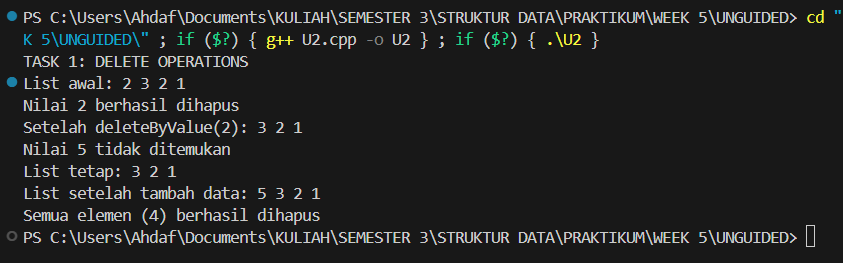 PS C:\Users\Ahdaf\Documents\KULIAH\SEMESTER 3\STRUKTUR DATA\PRAKTIKUM\WEEK 5\UNGUIDED> cd "
K 5\UNGUIDED\" ; if ($?) { g++ U2.cpp -o U2 } ; if ($?) { .\U2 }
TASK 1: DELETE OPERATIONS
List awal: 2 3 2 1
Nilai 2 berhasil dihapus
Setelah deleteByValue(2): 3 2 1
Nilai 5 tidak ditemukan
List tetap: 3 2 1
List setelah tambah data: 5 3 2 1
Semua elemen (4) berhasil dihapus
PS C:\Users\Ahdaf\Documents\KULIAH\SEMESTER 3\STRUKTUR DATA\PRAKTIKUM\WEEK 5\UNGUIDED>